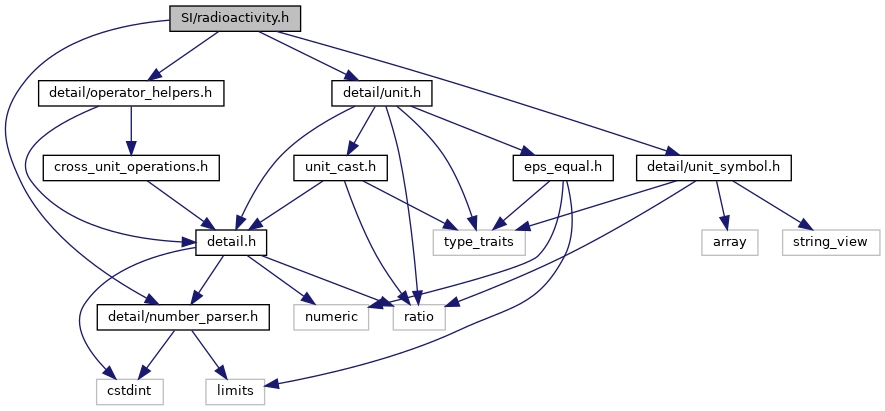 SI/radioactivity.h
detail/operator_helpers.h
detail/unit.h
cross_unit_operations.h
unit_cast.h
eps_equal.h
detail/unit_symbol.h
detail.h
type_traits
array
string_view
detail/number_parser.h
numeric
ratio
cstdint
limits